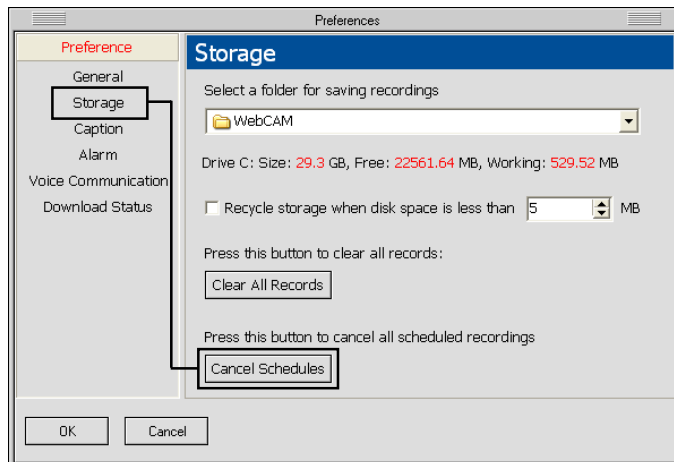 Preferences
Preference
General
Storage
Caption
Alarm
Voice Communication
Download Status
Storage
Select a folder for saving recordings
WebCAM
Drive C: Size: 29.3 GB, Free: 22561.64 MB, Working: 529.52 MB
Recycle storage when disk space is less than 5 MB
Press this button to clear all records:
Clear All Records
Press this button to cancel all scheduled recordings
Cancel Schedules
OK Cancel